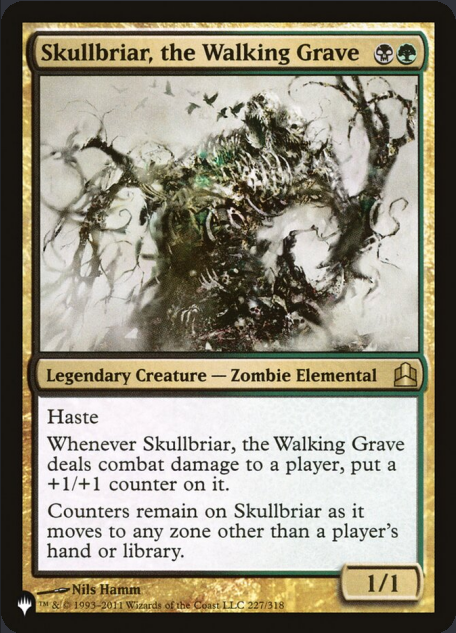 Skullbriar, the Walking Grave
Legendary Creature — Zombie Elemental
Haste
Whenever Skullbriar, the Walking Grave
deals combat damage to a player, put a
+1/+1 counter on it.
Counters remain on Skullbriar as it
moves to any zone other than a player's
hand or library.
Nils Hamm
1/1
™ & © 1993–2011 Wizards of the Coast LLC 227/318